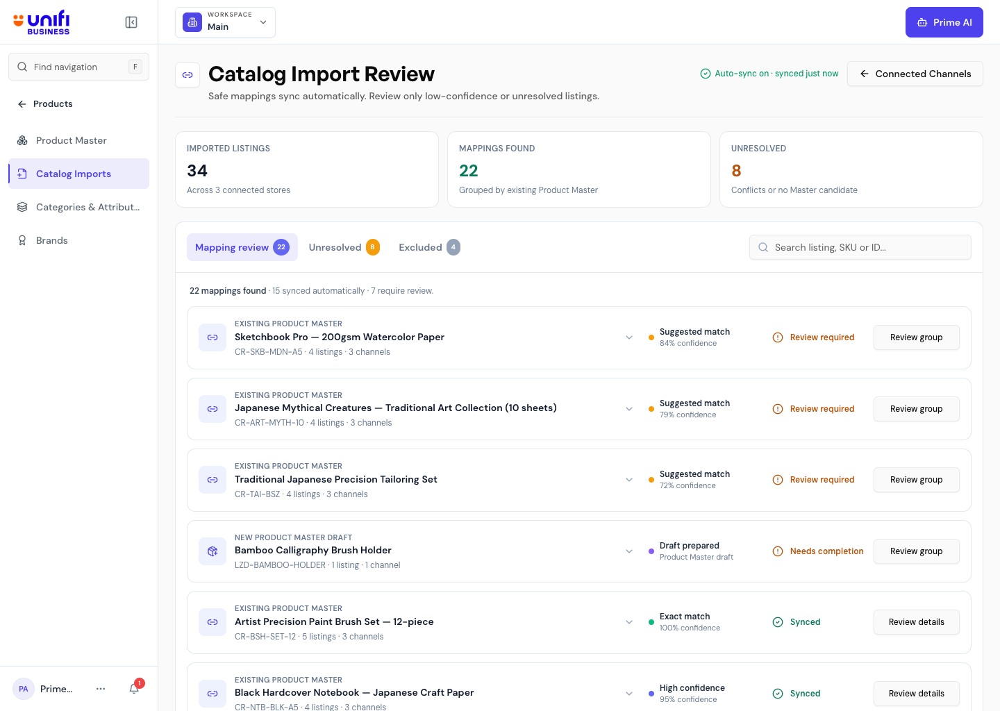 unifi
BUSINESS
WORKSPACE
Main
Prime AI
Find navigation
F
Products
Product Master
Catalog Imports
Categories & Attribut...
Brands
PA
Prime...
1
Catalog Import Review
Safe mappings sync automatically. Review only low-confidence or unresolved listings.
Auto-sync on · synced just now
Connected Channels
IMPORTED LISTINGS
34
Across 3 connected stores
MAPPINGS FOUND
22
Grouped by existing Product Master
UNRESOLVED
8
Conflicts or no Master candidate
Mapping review 22
Unresolved 8
Excluded 4
Search listing, SKU or ID...
22 mappings found · 15 synced automatically · 7 require review.
EXISTING PRODUCT MASTER
Sketchbook Pro — 200gsm Watercolor Paper
CR-SKB-MDN-A5 · 4 listings · 3 channels
Suggested match
84% confidence
Review required
Review group
EXISTING PRODUCT MASTER
Japanese Mythical Creatures — Traditional Art Collection (10 sheets)
CR-ART-MYTH-10 · 4 listings · 3 channels
Suggested match
79% confidence
Review required
Review group
EXISTING PRODUCT MASTER
Traditional Japanese Precision Tailoring Set
CR-TAI-BSZ · 4 listings · 3 channels
Suggested match
72% confidence
Review required
Review group
NEW PRODUCT MASTER DRAFT
Bamboo Calligraphy Brush Holder
LZD-BAMBOO-HOLDER · 1 listing · 1 channel
Draft prepared
Product Master draft
Needs completion
Review group
EXISTING PRODUCT MASTER
Artist Precision Paint Brush Set — 12-piece
CR-BSH-SET-12 · 5 listings · 3 channels
Exact match
100% confidence
Synced
Review details
EXISTING PRODUCT MASTER
Black Hardcover Notebook — Japanese Craft Paper
CR-NTB-BLK-A5 · 4 listings · 3 channels
High confidence
95% confidence
Synced
Review details